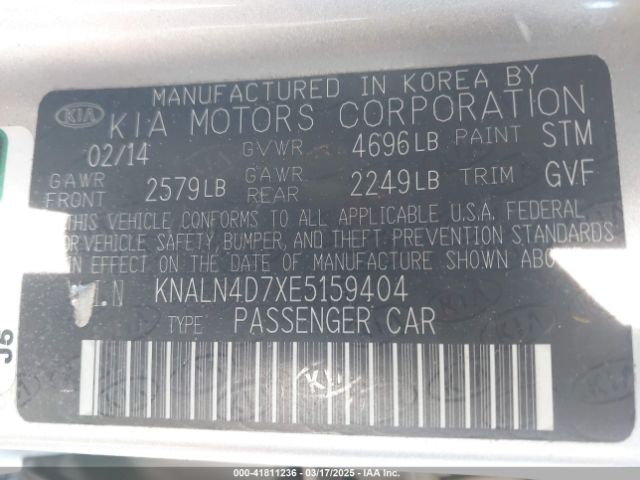 MANUFACTURED IN KOREA BY
KIA
KIA MOTORS CORPORATION
02/14 GVWR 4696LB PAINT STM
GAWR FRONT 2579LB GAWR REAR 2249LB TRIM GVF
THIS VEHICLE CONFORMS TO ALL APPLICABLE U.S.A. FEDERAL
OR VEHICLE SAFETY, BUMPER, AND THEFT PREVENTION STANDARDS
IN EFFECT ON THE DATE OF MANUFACTURE SHOWN ABO
V.I.N KNALN4D7XE5159404
TYPE PASSENGER CAR
KIA
000-41811236 - 03/17/2025 - IAA Inc.